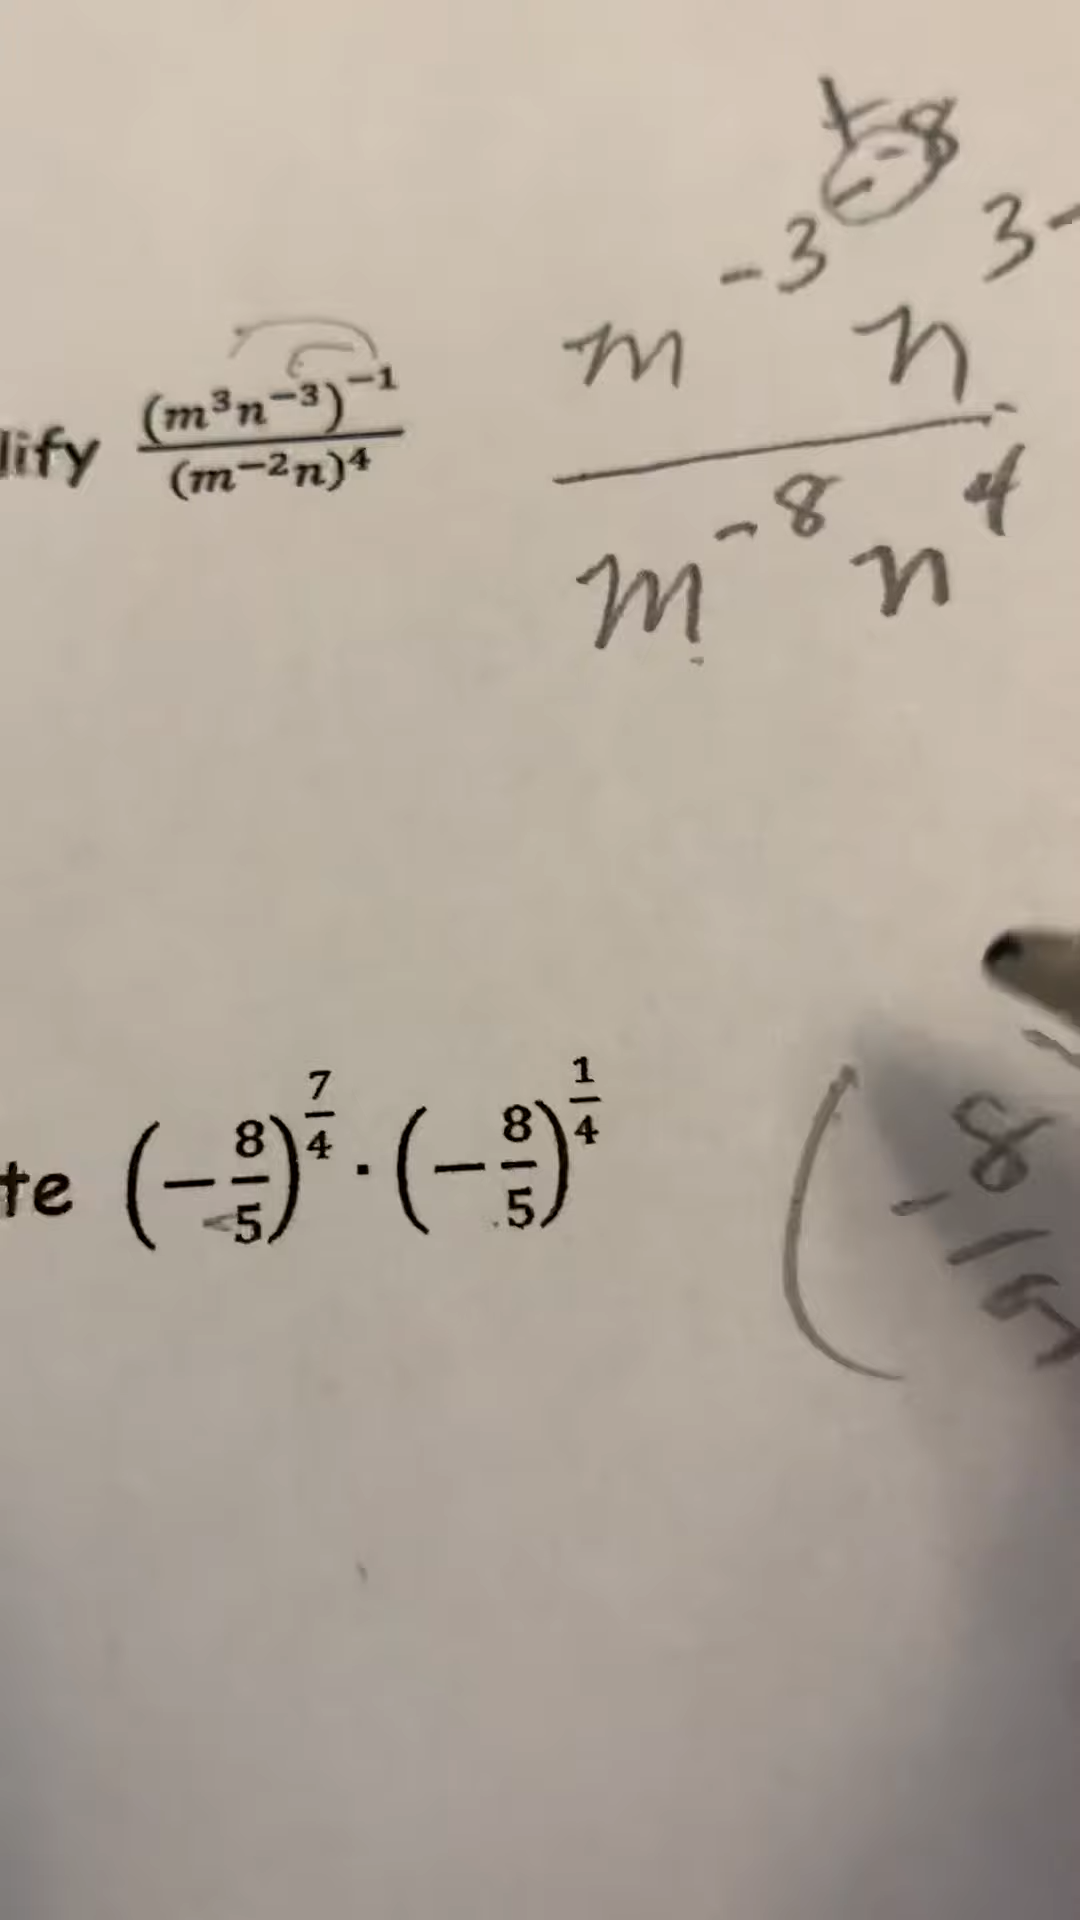 lify (m³n⁻³)⁻¹ / (m⁻²n)⁴
m⁻³⁻⁻⁸ n³⁻
m⁻⁸ n⁴
te (−8/5)^(7/4) · (−8/5)^(1/4)
(−8/5